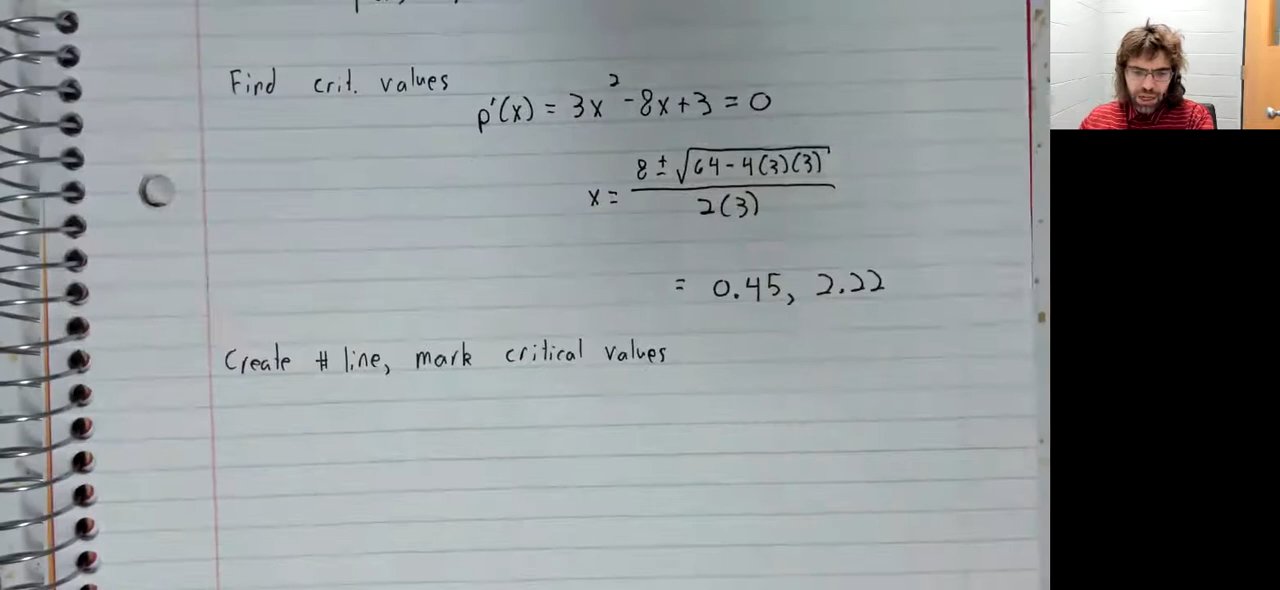 Find crit. values
p'(x) = 3x² - 8x + 3 = 0
x = (8 ± √(64 - 4(3)(3))) / 2(3)
= 0.45, 2.22
Create # line, mark critical values